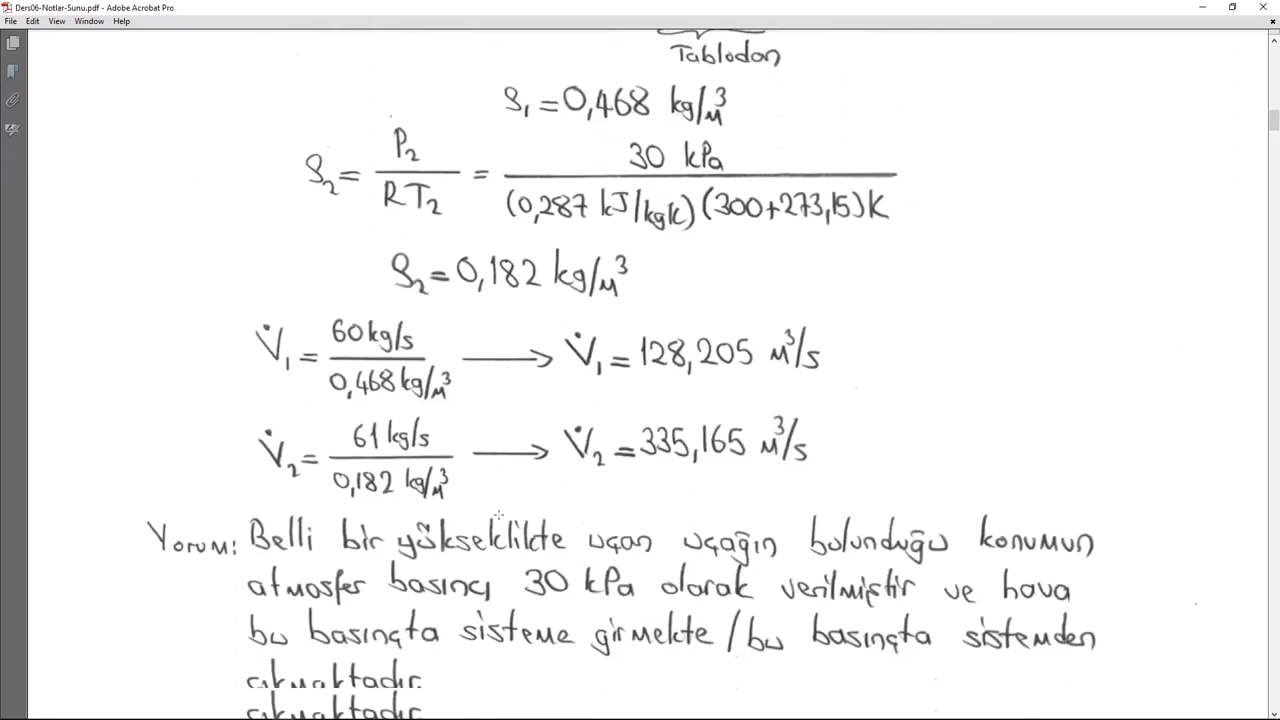 Ders06-Notlar-Sunu.pdf - Adobe Acrobat Pro
File Edit View Window Help
Tablodan
ρ₁ = 0,468 kg/m³
ρ₂ = P₂ / RT₂ = 30 kPa / (0,287 kJ/kgK) (300+273,15) K
ρ₂ = 0,182 kg/m³
V̇₁ = 60 kg/s / 0,468 kg/m³ ⟶ V̇₁ = 128,205 m³/s
V̇₂ = 61 kg/s / 0,182 kg/m³ ⟶ V̇₂ = 335,165 m³/s
Yorum: Belli bir yükseklikte uçan uçağın bulunduğu konumun
atmosfer basıncı 30 kPa olarak verilmiştir ve hava
bu basınçta sisteme girmekte / bu basınçta sistemden
çıkmaktadır.
çıkmaktadır.